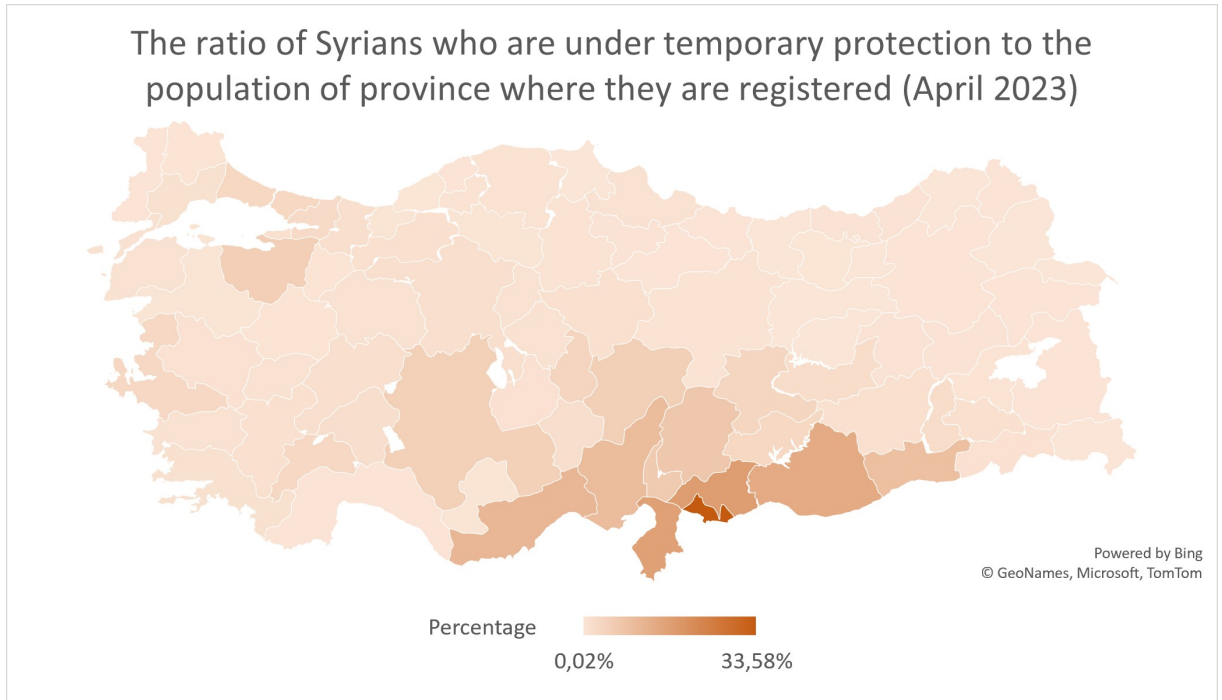 The ratio of Syrians who are under temporary protection to the
population of province where they are registered (April 2023)
Powered by Bing
© GeoNames, Microsoft, TomTom
Percentage
0,02%
33,58%